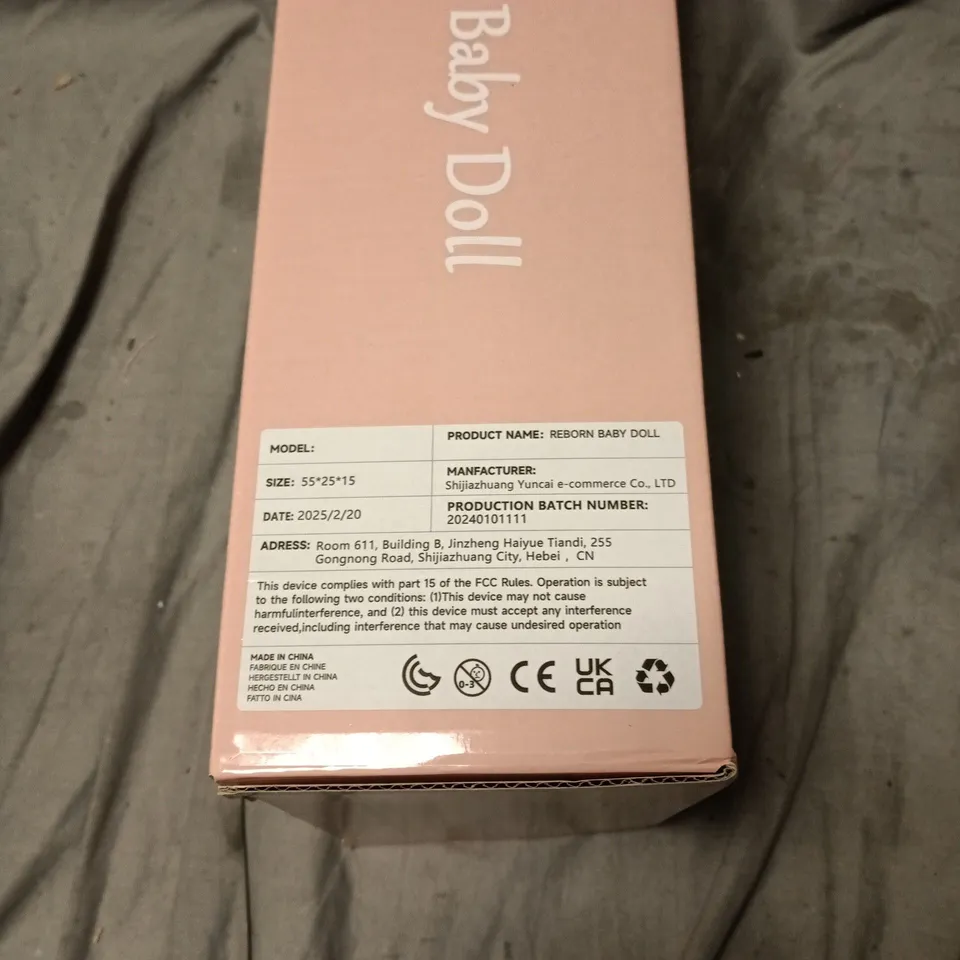 Baby Doll
MODEL:
PRODUCT NAME: REBORN BABY DOLL
SIZE: 55*25*15
MANFACTURER:
Shijiazhuang Yuncai e-commerce Co., LTD
DATE: 2025/2/20
PRODUCTION BATCH NUMBER:
20240101111
ADRESS: Room 611, Building B, Jinzheng Haiyue Tiandi, 255
Gongnong Road, Shijiazhuang City, Hebei , CN
This device complies with part 15 of the FCC Rules. Operation is subject
to the following two conditions: (1)This device may not cause
harmfulinterference, and (2) this device must accept any interference
received,including interference that may cause undesired operation
MADE IN CHINA
FABRIQUE EN CHINE
HERGESTELLT IN CHINA
HECHO EN CHINA
FATTO IN CINA
0-3
CE
UK
CA